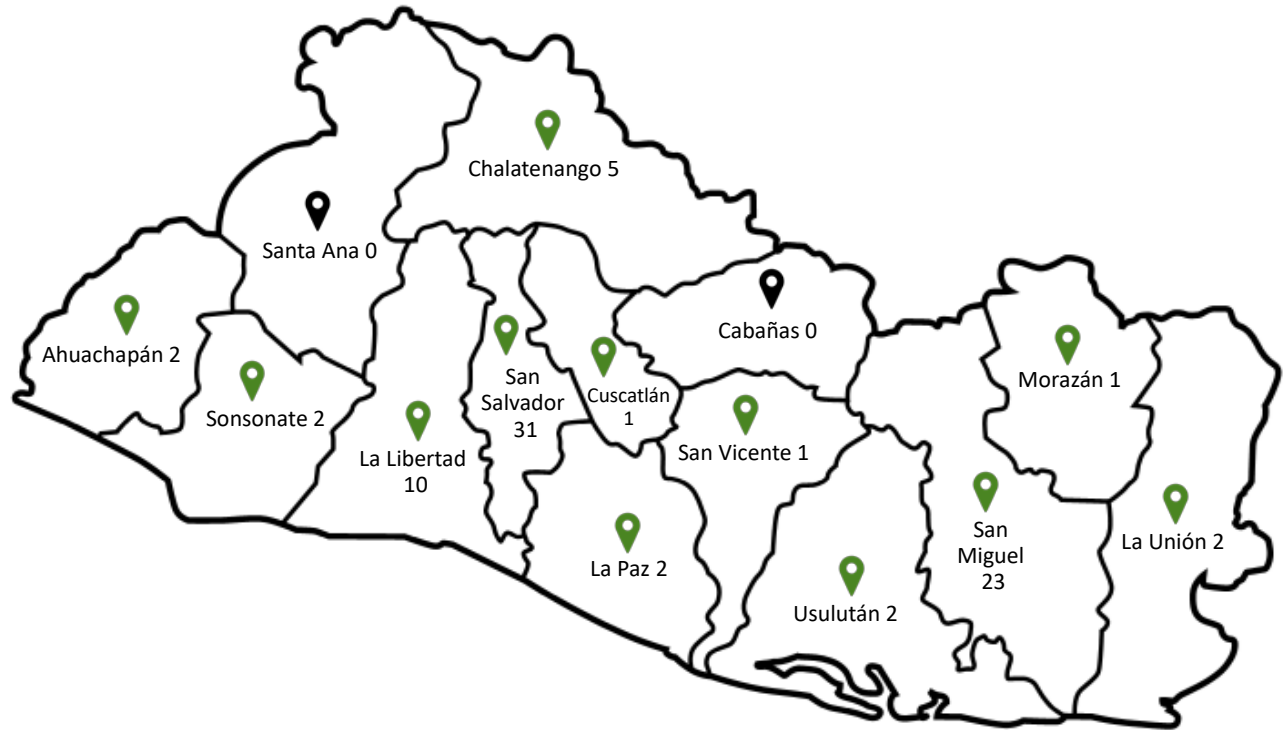 Chalatenango 5
Santa Ana 0
Cabañas 0
Ahuachapán 2
Sonsonate 2
La Libertad
10
San
Salvador
31
Cuscatlán
1
San Vicente 1
Morazán 1
La Paz 2
Usulután 2
San
Miguel
23
La Unión 2